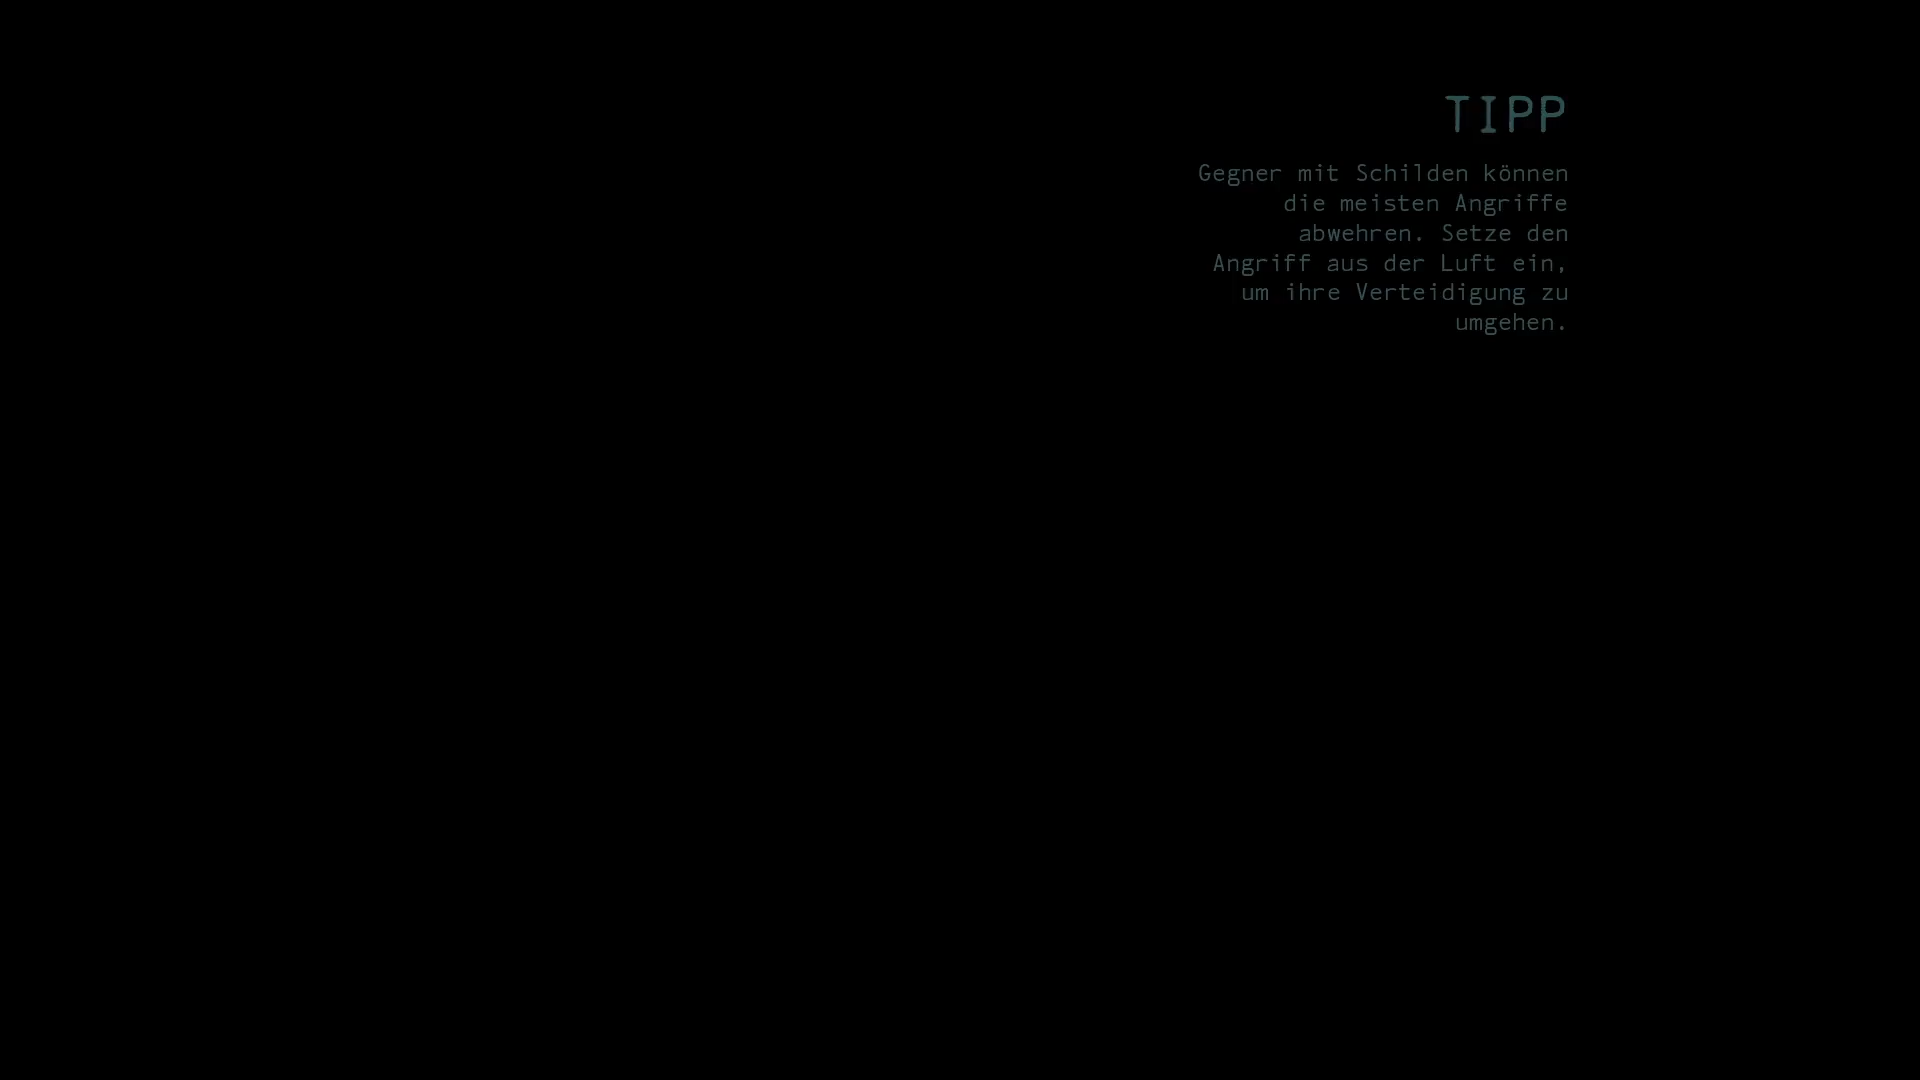 TIPP
Gegner mit Schilden können
die meisten Angriffe
abwehren. Setze den
Angriff aus der Luft ein,
um ihre Verteidigung zu
umgehen.